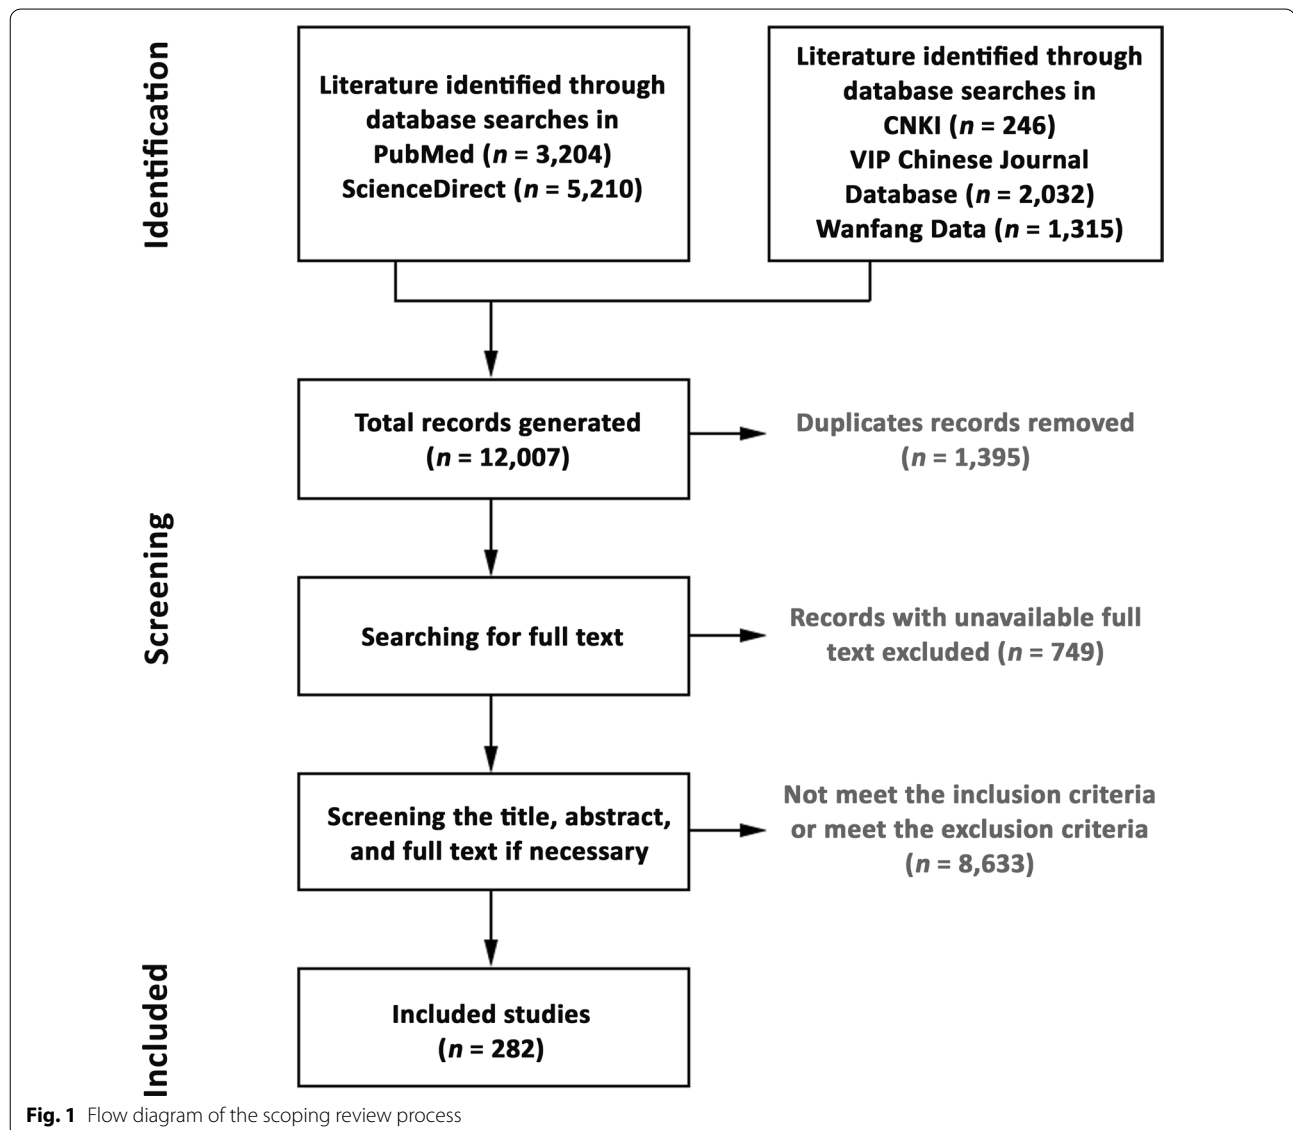 Identification
Literature identified through
database searches in
PubMed (n = 3,204)
ScienceDirect (n = 5,210)
Literature identified through
database searches in
CNKI (n = 246)
VIP Chinese Journal
Database (n = 2,032)
Wanfang Data (n = 1,315)
Screening
Total records generated
(n = 12,007)
Duplicates records removed
(n = 1,395)
Searching for full text
Records with unavailable full
text excluded (n = 749)
Screening the title, abstract,
and full text if necessary
Not meet the inclusion criteria
or meet the exclusion criteria
(n = 8,633)
Included
Included studies
(n = 282)
Fig. 1 Flow diagram of the scoping review process